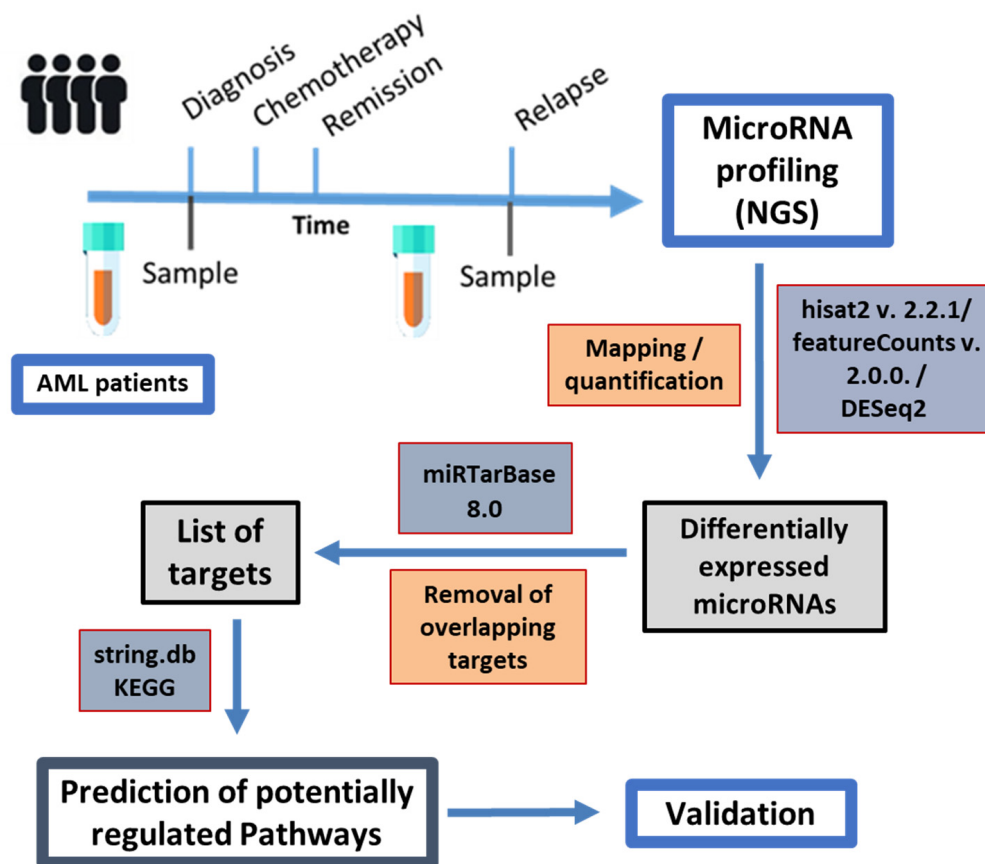 Diagnosis
Chemotherapy
Remission
Relapse
Time
Sample
Sample
AML patients
MicroRNA
profiling
(NGS)
Mapping /
quantification
hisat2 v. 2.2.1/
featureCounts v.
2.0.0. /
DESeq2
Differentially
expressed
microRNAs
miRTarBase
8.0
Removal of
overlapping
targets
List of
targets
string.db
KEGG
Prediction of potentially
regulated Pathways
Validation